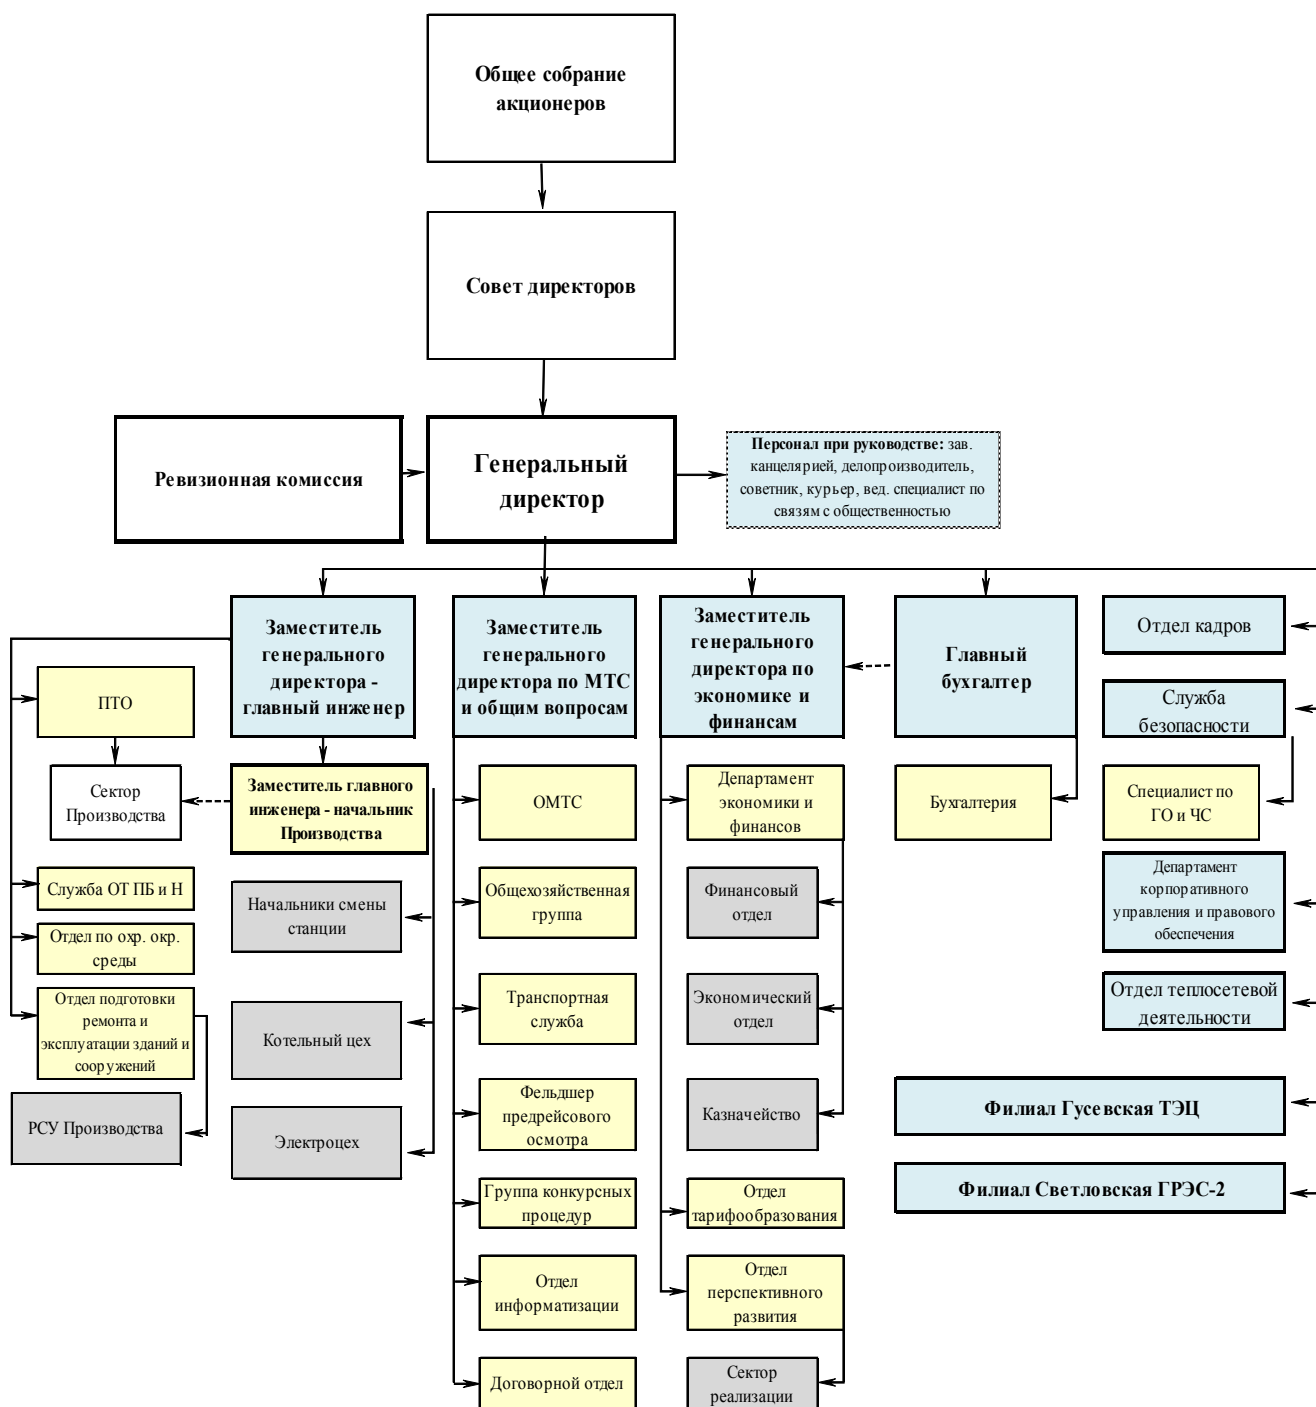 Общее собрание
акционеров
Совет директоров
Ревизионная комиссия
Генеральный
директор
Персонал при руководстве: зав.
канцелярией, делопроизводитель,
советник, курьер, вед. специалист по
связям с общественностью
Заместитель
генерального
директора -
главный инженер
Заместитель
генерального
директора по МТС
и общим вопросам
Заместитель
генерального
директора по
экономике и
финансам
Главный
бухгалтер
Отдел кадров
Служба
безопасности
ПТО
Сектор
Производства
Заместитель главного
инженера - начальник
Производства
ОМТС
Департамент
экономики и
финансов
Бухгалтерия
Специалист по
ГО и ЧС
Служба ОТ ПБ и Н
Отдел по охр. окр.
среды
Отдел подготовки
ремонта и
эксплуатации зданий и
сооружений
РСУ Производства
Начальники смены
станции
Котельный цех
Электроцех
Общехозяйственная
группа
Транспортная
служба
Фельдшер
предрейсового
осмотра
Группа конкурсных
процедур
Отдел
информатизации
Договорной отдел
Финансовый
отдел
Экономический
отдел
Казначейство
Отдел
тарифообразования
Отдел
перспективного
развития
Сектор
реализации
Департамент
корпоративного
управления и правового
обеспечения
Отдел теплосетевой
деятельности
Филиал Гусевская ТЭЦ
Филиал Светловская ГРЭС-2